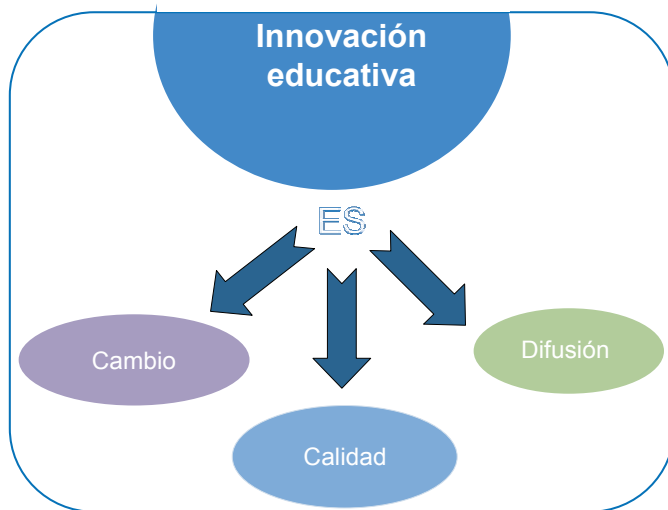 Innovación
educativa
ES
Cambio
Difusión
Calidad